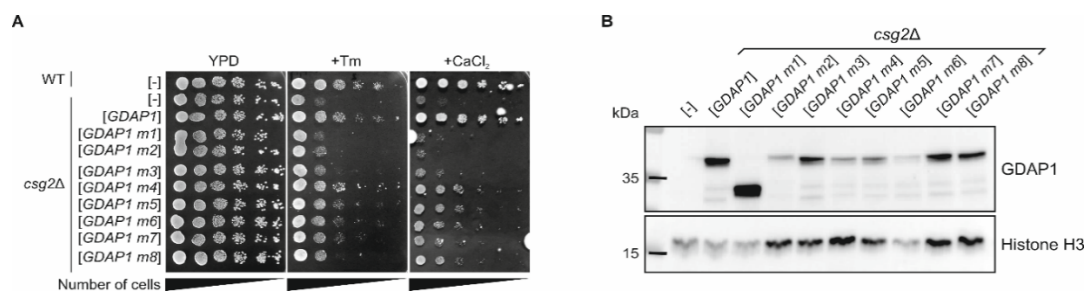 A
YPD
+Tm
+CaCl₂
WT
[-]
[-]
[GDAP1]
[GDAP1 m1]
[GDAP1 m2]
[GDAP1 m3]
[GDAP1 m4]
[GDAP1 m5]
[GDAP1 m6]
[GDAP1 m7]
[GDAP1 m8]
csg2Δ
Number of cells
B
csg2Δ
kDa
[-]
[GDAP1]
[GDAP1 m1]
[GDAP1 m2]
[GDAP1 m3]
[GDAP1 m4]
[GDAP1 m5]
[GDAP1 m6]
[GDAP1 m7]
[GDAP1 m8]
35
GDAP1
15
Histone H3